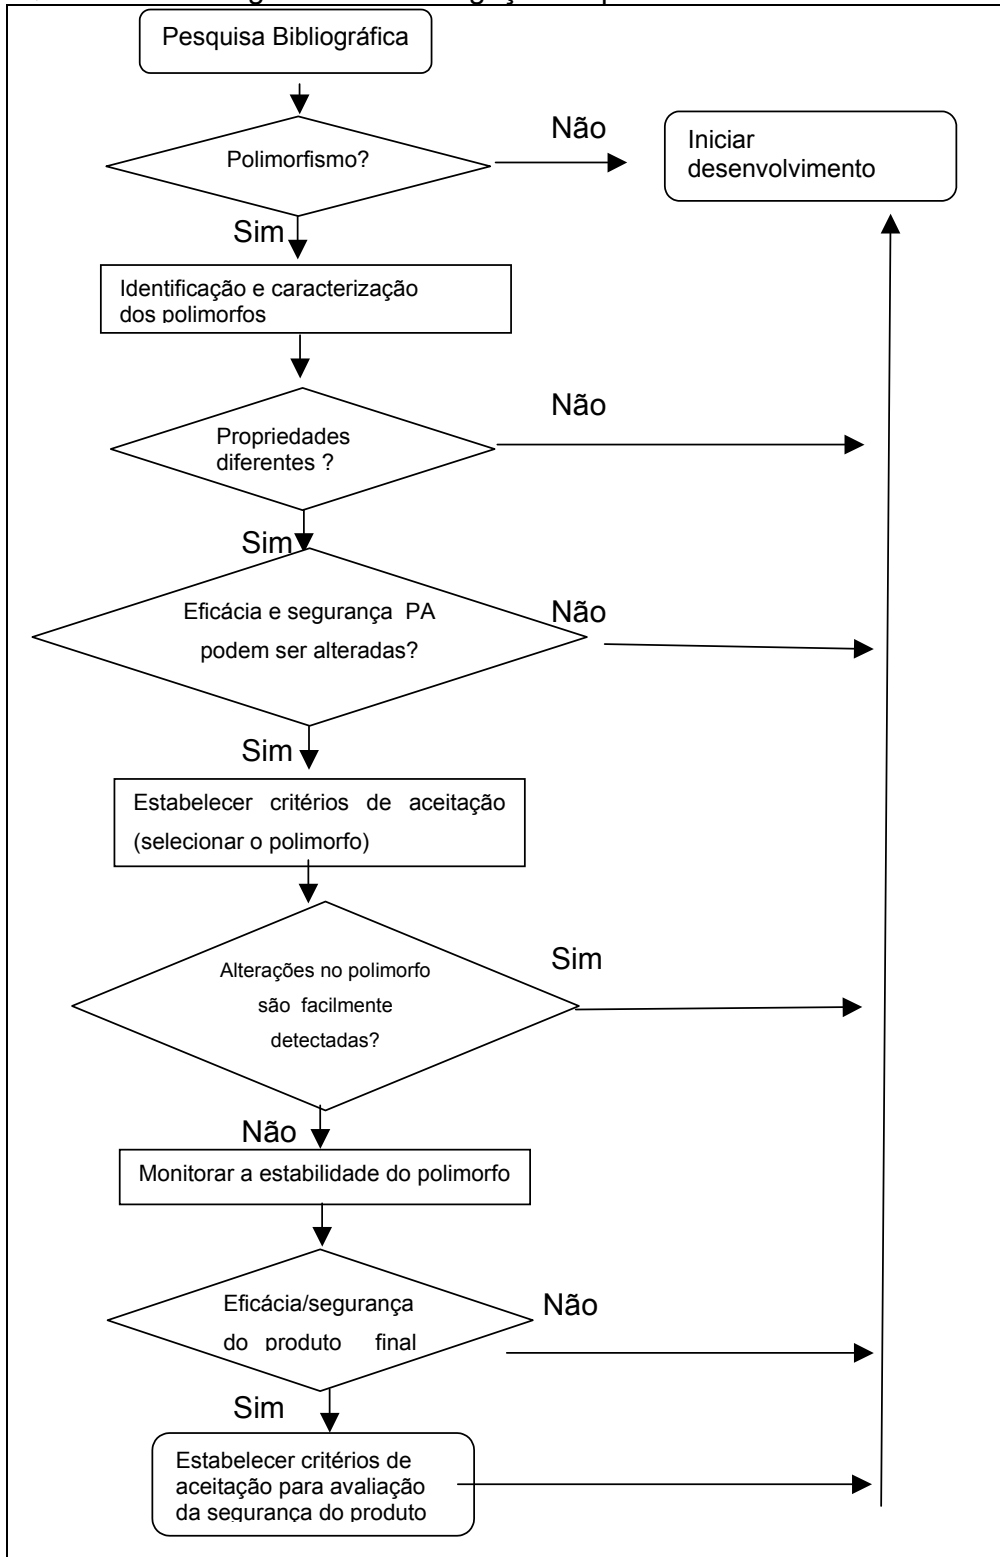 Pesquisa Bibliográfica
Polimorfismo?
Não
Iniciar
desenvolvimento
Sim
Identificação e caracterização
dos polimorfos
Propriedades
diferentes ?
Não
Sim
Eficácia e segurança PA
podem ser alteradas?
Não
Sim
Estabelecer critérios de aceitação
(selecionar o polimorfo)
Alterações no polimorfo
são facilmente
detectadas?
Sim
Não
Monitorar a estabilidade do polimorfo
Eficácia/segurança
do produto final
Não
Sim
Estabelecer critérios de
aceitação para avaliação
da segurança do produto